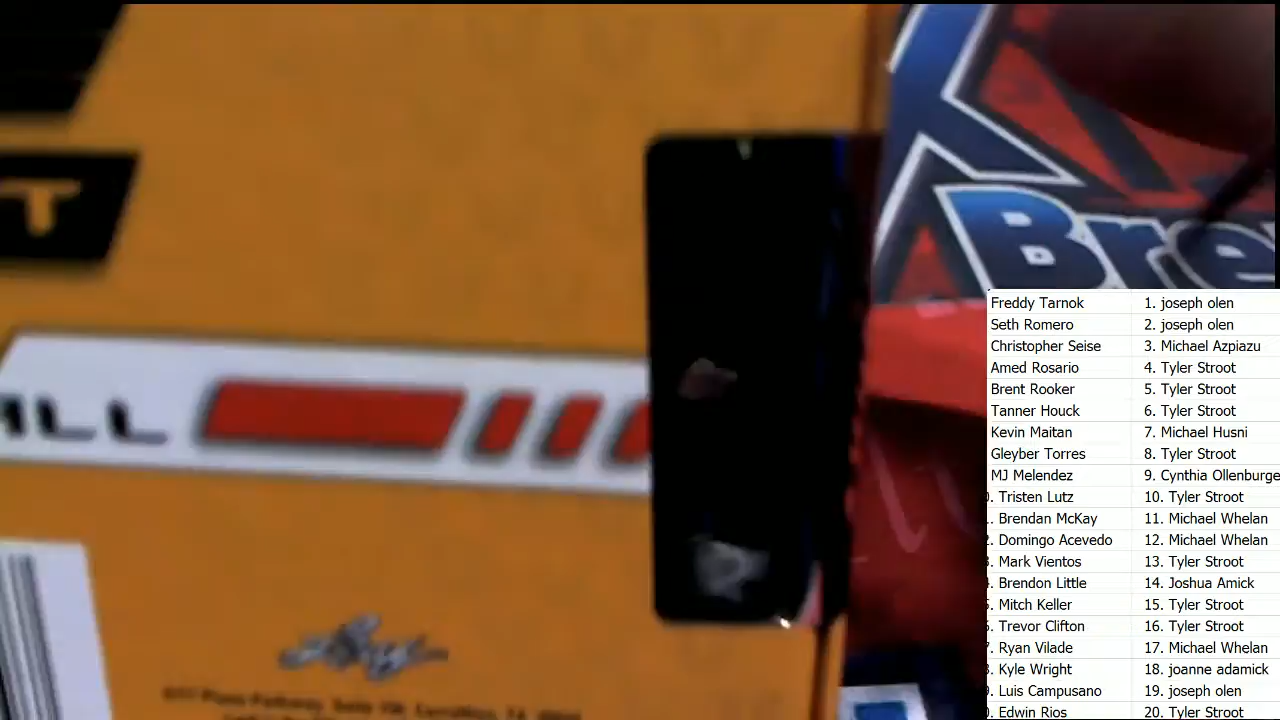 T
Bre
ALL
Freddy Tarnok 1. joseph olen
Seth Romero 2. joseph olen
Christopher Seise 3. Michael Azpiazu
Amed Rosario 4. Tyler Stroot
Brent Rooker 5. Tyler Stroot
Tanner Houck 6. Tyler Stroot
Kevin Maitan 7. Michael Husni
Gleyber Torres 8. Tyler Stroot
MJ Melendez 9. Cynthia Ollenburge
. Tristen Lutz 10. Tyler Stroot
. Brendan McKay 11. Michael Whelan
. Domingo Acevedo 12. Michael Whelan
. Mark Vientos 13. Tyler Stroot
. Brendon Little 14. Joshua Amick
. Mitch Keller 15. Tyler Stroot
. Trevor Clifton 16. Tyler Stroot
. Ryan Vilade 17. Michael Whelan
. Kyle Wright 18. joanne adamick
. Luis Campusano 19. joseph olen
. Edwin Rios 20. Tyler Stroot
Leaf